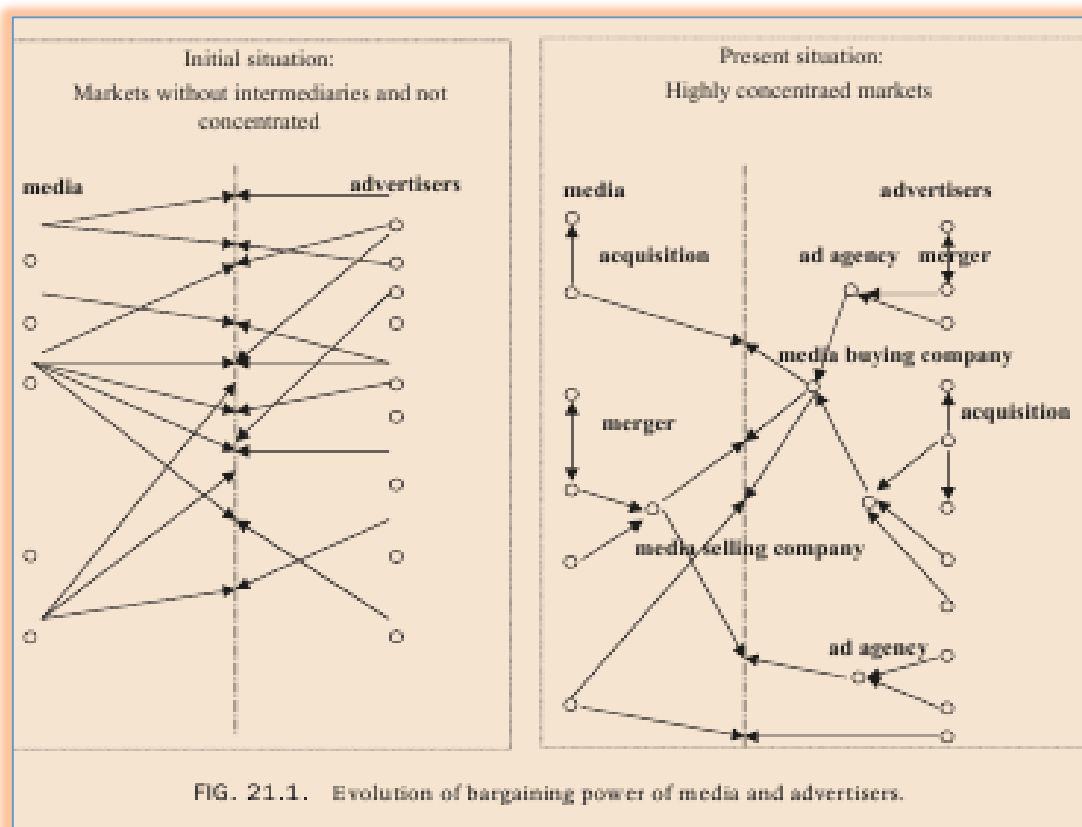 Initial situation:
Markets without intermediaries and not
concentrated
media
advertisers
Present situation:
Highly concentraed markets
media
advertisers
acquisition
ad agency
merger
media buying company
acquisition
merger
media selling company
ad agency
FIG. 21.1. Evolution of bargaining power of media and advertisers.